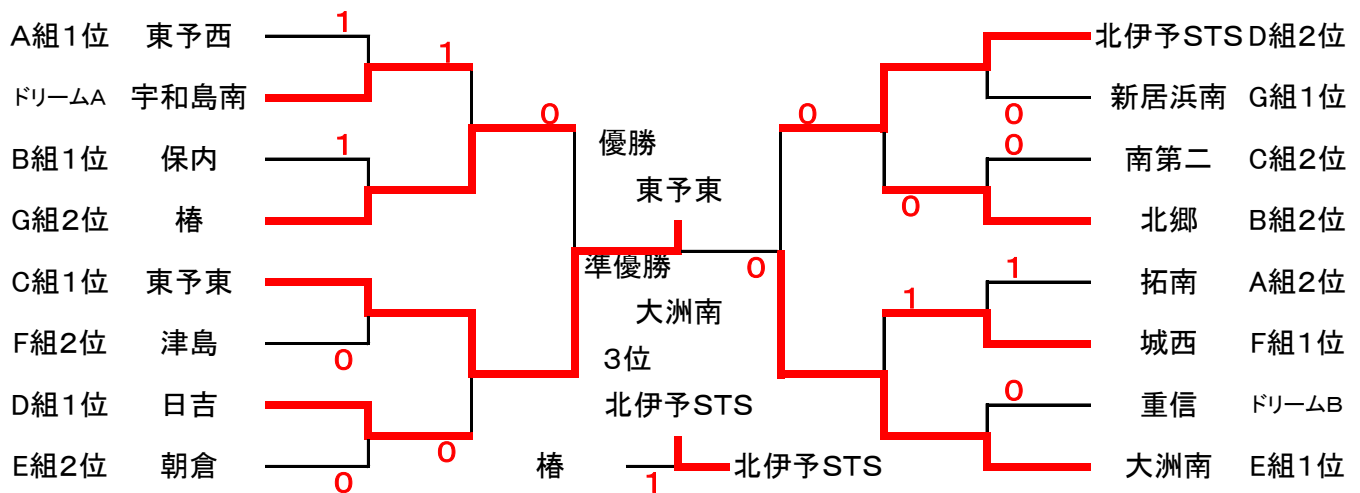 A組1位 東予西 1
1
ドリームA 宇和島南
0
B組1位 保内 1
G組2位 椿
C組1位 東予東
F組2位 津島 0
D組1位 日吉
0
E組2位 朝倉 0
優勝
東予東
準優勝
大洲南
3位
北伊予STS
椿 1 北伊予STS
0
北伊予STS D組2位
0
新居浜南 G組1位
0
0
南第二 C組2位
0
北郷 B組2位
1
拓南 A組2位
1
城西 F組1位
0
重信 ドリームB
大洲南 E組1位